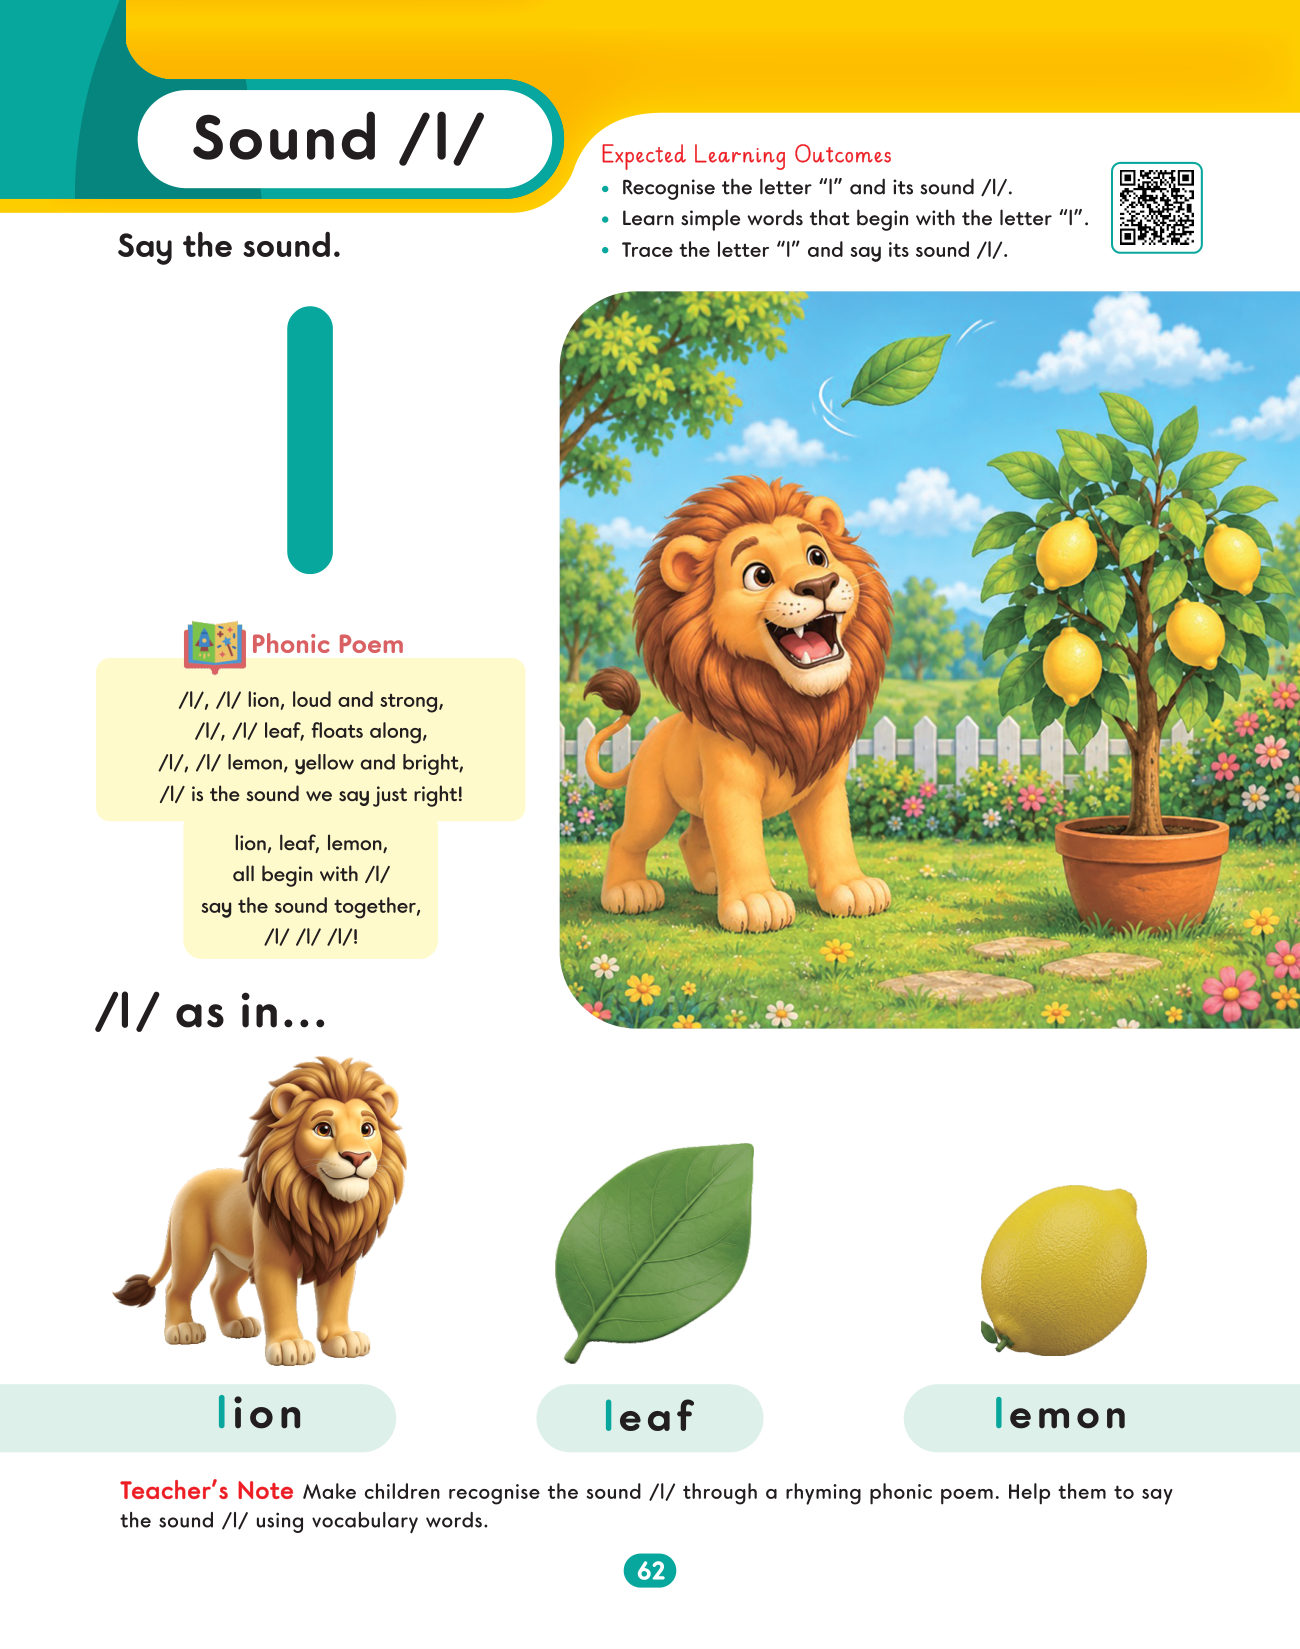 Sound /l/
Expected Learning Outcomes
• Recognise the letter “l” and its sound /l/.
• Learn simple words that begin with the letter “l”.
• Trace the letter “l” and say its sound /l/.
Say the sound.
l
Phonic Poem
/l/, /l/ lion, loud and strong,
/l/, /l/ leaf, floats along,
/l/, /l/ lemon, yellow and bright,
/l/ is the sound we say just right!
lion, leaf, lemon,
all begin with /l/
say the sound together,
/l/ /l/ /l/!
/l/ as in...
lion
leaf
lemon
Teacher’s Note Make children recognise the sound /l/ through a rhyming phonic poem. Help them to say
the sound /l/ using vocabulary words.
62